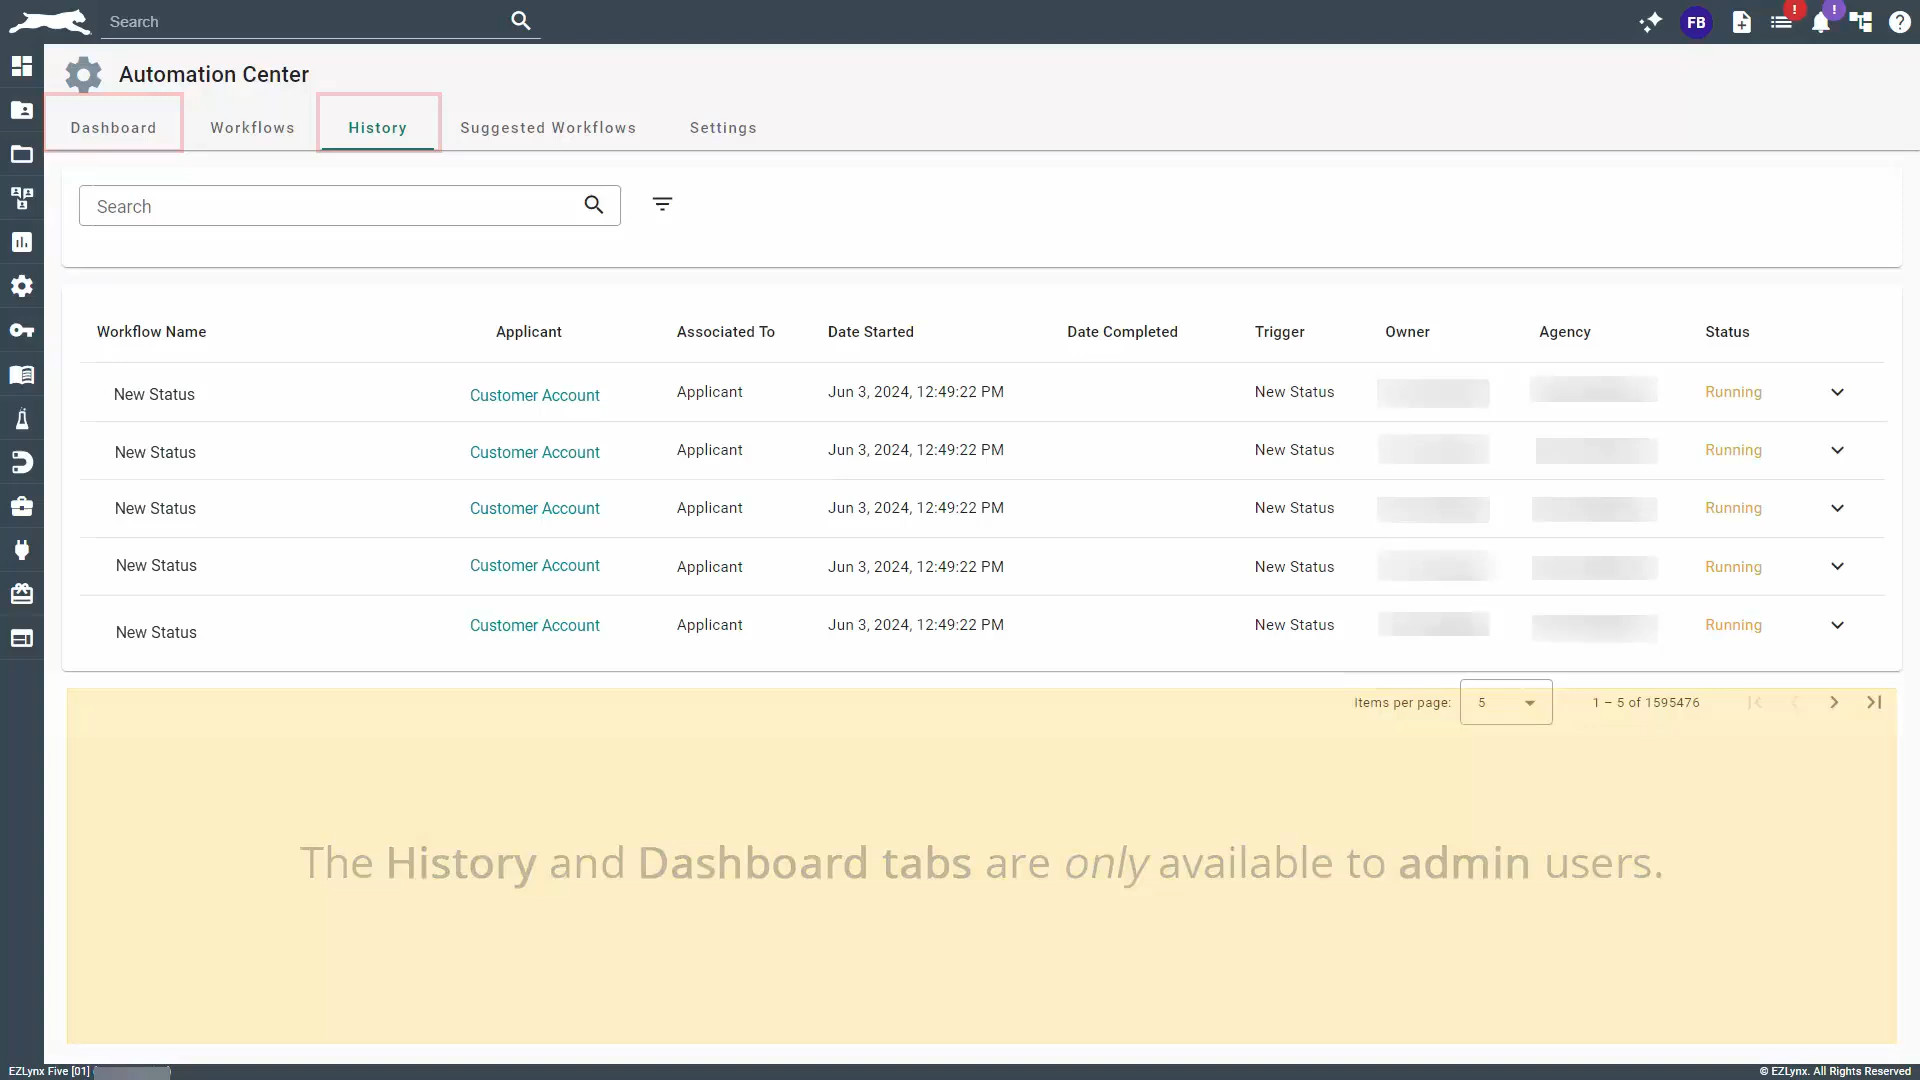 Search
FB
!
!
Automation Center
Dashboard
Workflows
History
Suggested Workflows
Settings
Search
Workflow Name Applicant Associated To Date Started Date Completed Trigger Owner Agency Status
New Status Customer Account Applicant Jun 3, 2024, 12:49:22 PM New Status Running
New Status Customer Account Applicant Jun 3, 2024, 12:49:22 PM New Status Running
New Status Customer Account Applicant Jun 3, 2024, 12:49:22 PM New Status Running
New Status Customer Account Applicant Jun 3, 2024, 12:49:22 PM New Status Running
New Status Customer Account Applicant Jun 3, 2024, 12:49:22 PM New Status Running
Items per page: 5 1 – 5 of 1595476
The History and Dashboard tabs are only available to admin users.
EZLynx Five [01] ( )
© EZLynx. All Rights Reserved